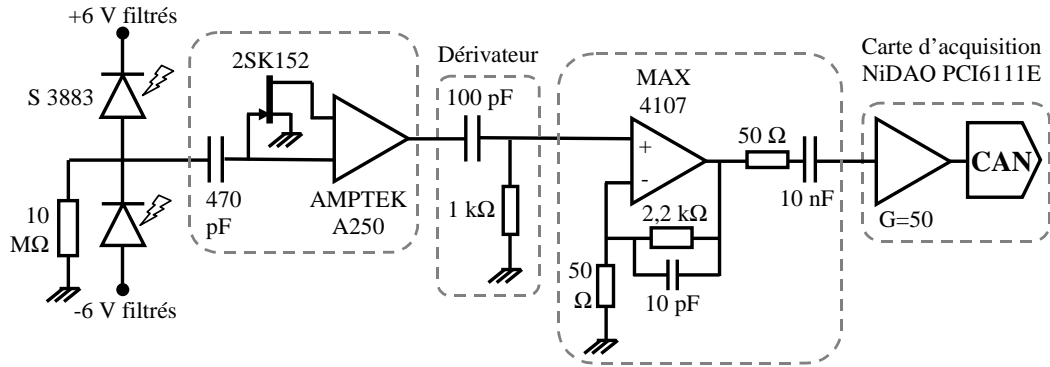 +6 V filtrés
S 3883
10
MΩ
-6 V filtrés
2SK152
470
pF
AMPTEK
A250
Dérivateur
100 pF
1 kΩ
MAX
4107
+
-
50 Ω
10 nF
2,2 kΩ
10 pF
50
Ω
Carte d'acquisition
NiDAO PCI6111E
G=50
CAN